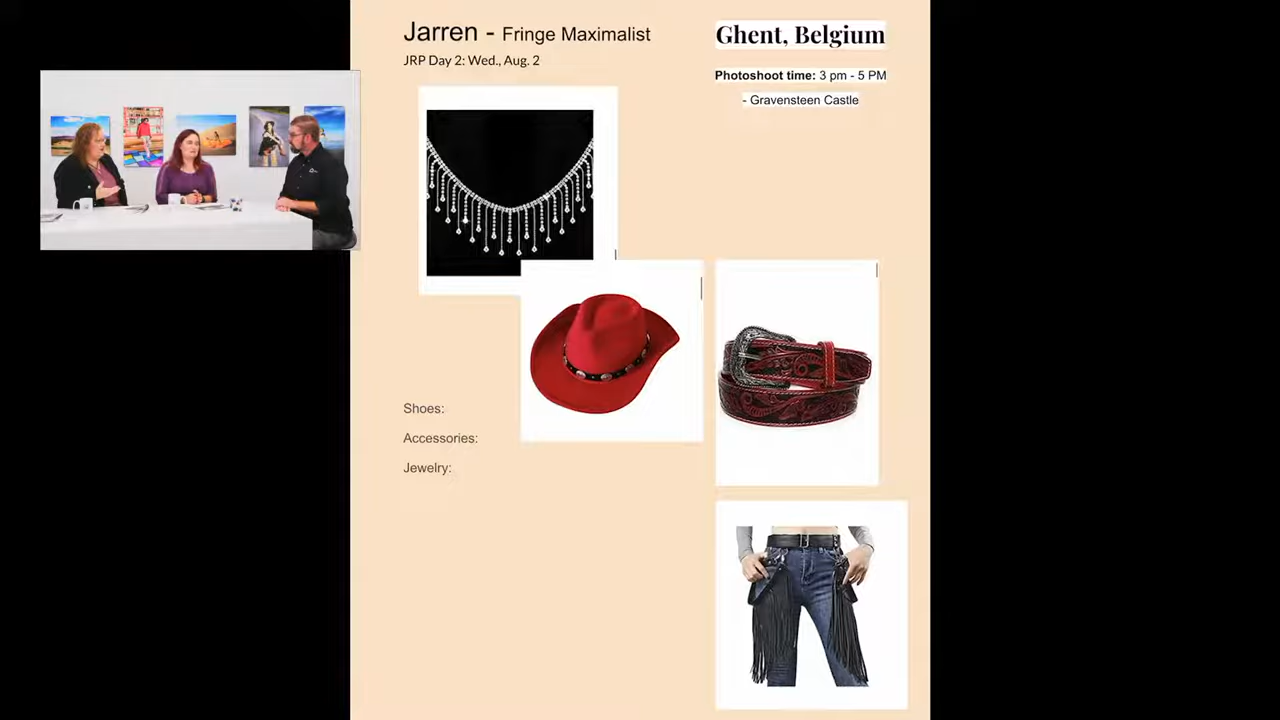 Jarren - Fringe Maximalist
JRP Day 2: Wed., Aug. 2
Ghent, Belgium
Photoshoot time: 3 pm - 5 PM
- Gravensteen Castle
Shoes:
Accessories:
Jewelry: